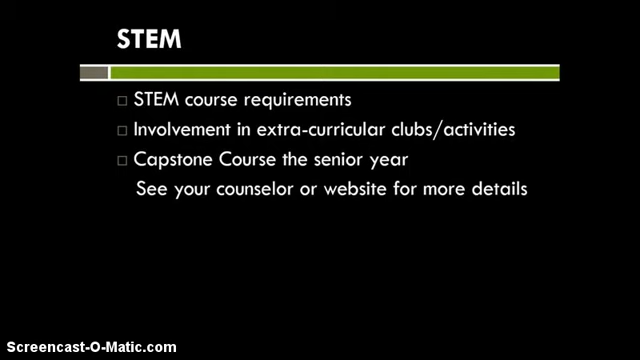 STEM
STEM course requirements
Involvement in extra-curricular clubs/activities
Capstone Course the senior year
See your counselor or website for more details
Screencast-O-Matic.com